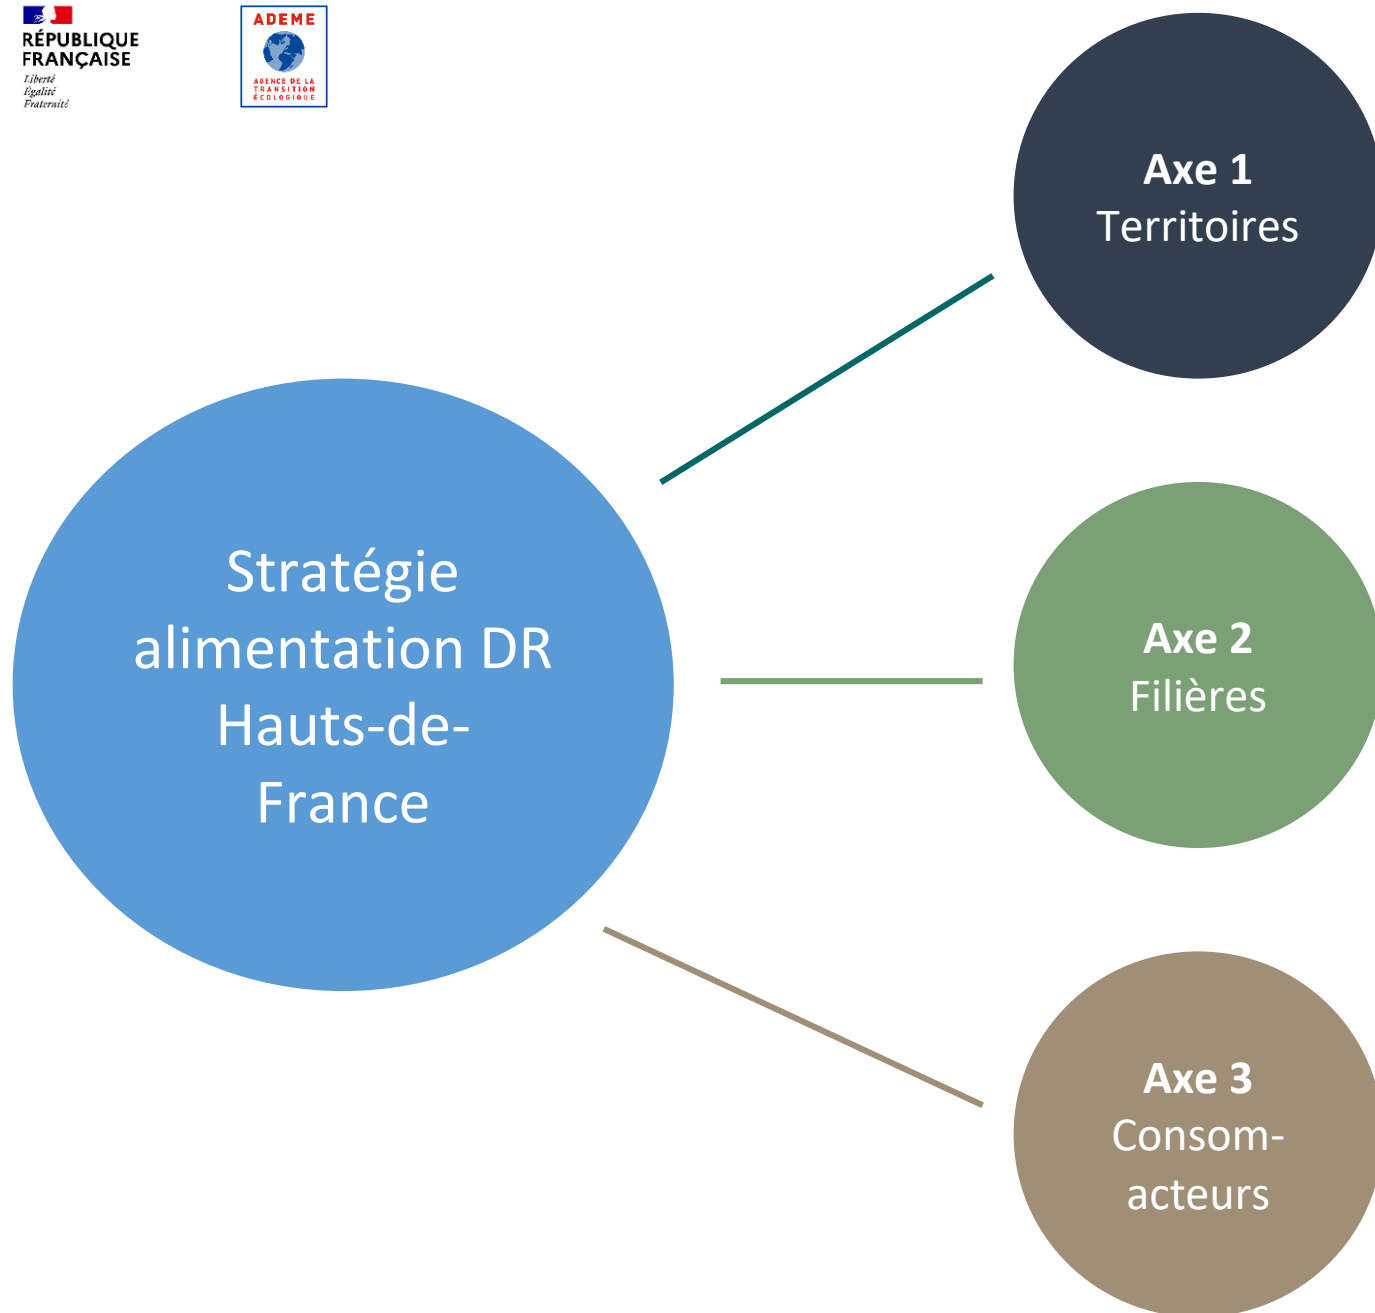 RÉPUBLIQUE
FRANÇAISE
Liberté
Égalité
Fraternité
ADEME
AGENCE DE LA
TRANSITION
ÉCOLOGIQUE
Axe 1
Territoires
Stratégie
alimentation DR
Hauts-de-
France
Axe 2
Filières
Axe 3
Consom-
acteurs